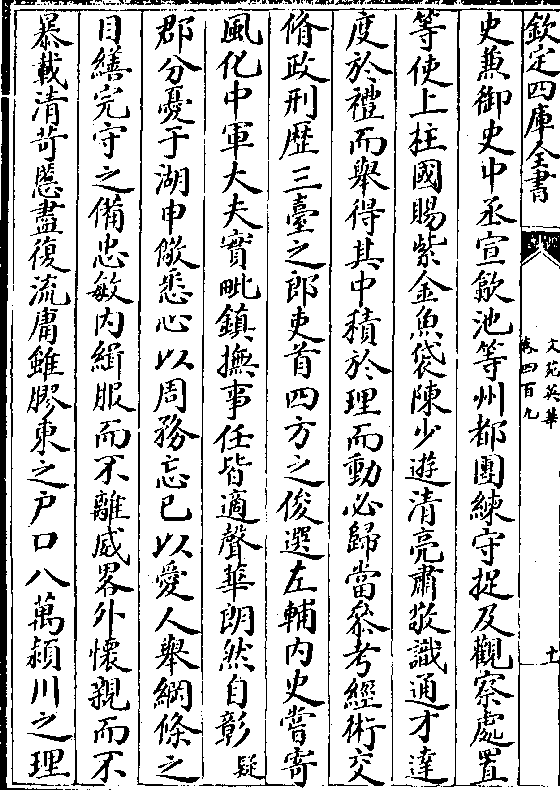 欽定四庫全書
文苑英華
卷四百九
十
史兼御史中丞宣歙池等州都團練守捉及觀察處置
等使上柱國賜紫金魚袋陳少遊清亮肅敬識通才達
度於禮而舉得其中積於理而動必歸當叅考經術交
脩政刑歷三臺之郎吏首四方之俊選左輔内史嘗寄
風化中軍大夫實毗鎮撫事任皆適聲華朗然自彰疑
郡分憂于湖申儆悉心以周務忘已以愛人舉綱條之
目繕完守之備忠敏内緝服而不離威畧外懷親而不
暴載清苛慝盡復流庸雖膠東之户口八萬潁川之理